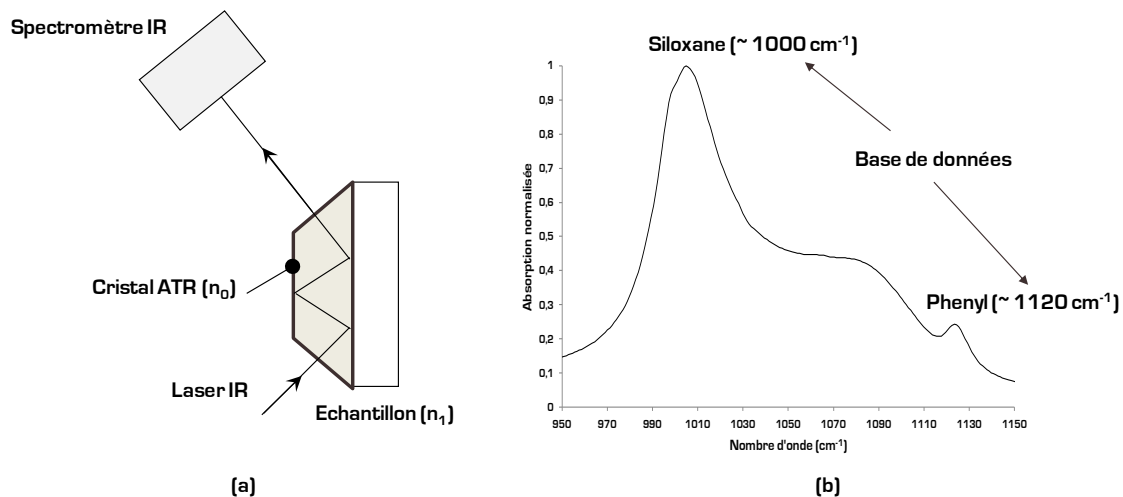 Spectromètre IR
Cristal ATR (n₀)
Laser IR
Echantillon (n₁)
(a)
Siloxane (~ 1000 cm⁻¹)
Base de données
Phenyl (~ 1120 cm⁻¹)
Absorption normalisée
1
0,9
0,8
0,7
0,6
0,5
0,4
0,3
0,2
0,1
0
950 970 990 1010 1030 1050 1070 1090 1110 1130 1150
Nombre d'onde (cm⁻¹)
(b)